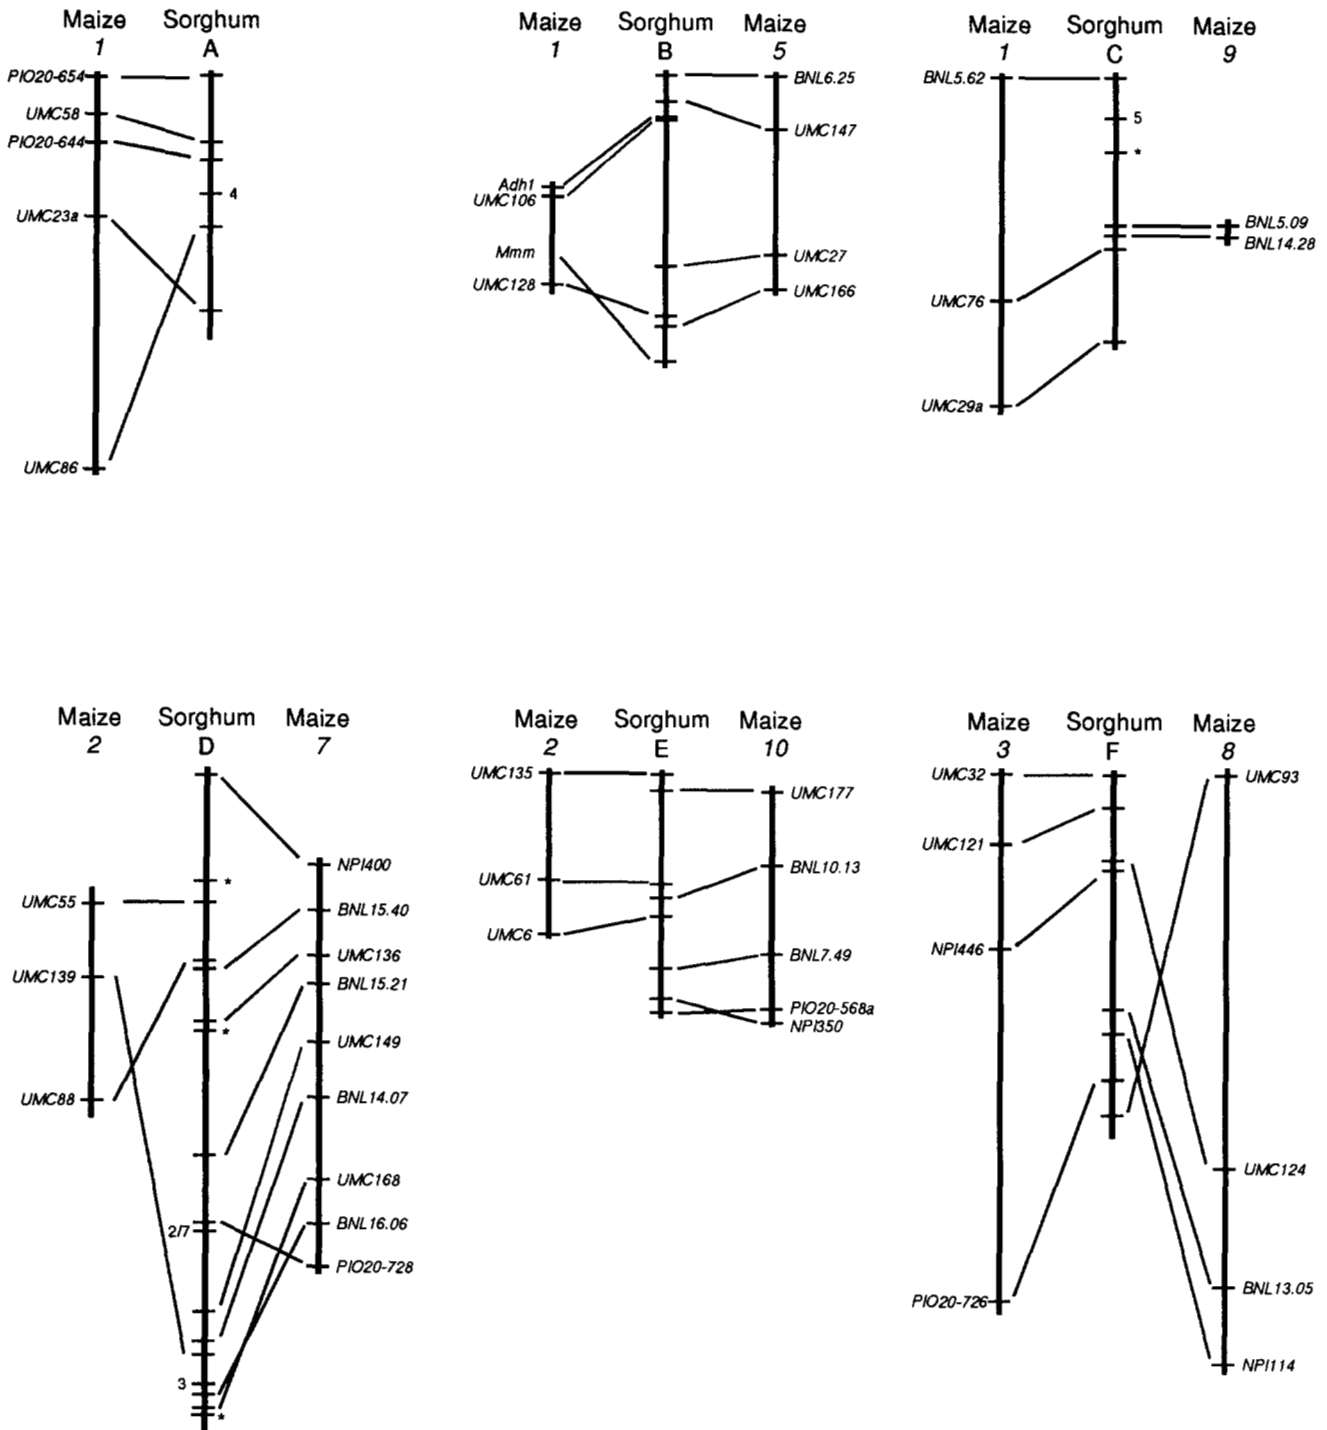 Maize Sorghum
1 A
PIO20-654
UMC58
PIO20-644
4
UMC23a
UMC86
Maize Sorghum Maize
1 B 5
BNL6.25
UMC147
Adh1
UMC106
Mmm
UMC27
UMC128
UMC166
Maize Sorghum Maize
1 C 9
BNL5.62
5
*
BNL5.09
BNL14.28
UMC76
UMC29a
Maize Sorghum Maize
2 D 7
NPI400
*
UMC55
BNL15.40
UMC136
UMC139
BNL15.21
*
UMC149
UMC88
BNL14.07
UMC168
BNL16.06
2/7
PIO20-728
3
*
Maize Sorghum Maize
2 E 10
UMC135
UMC177
BNL10.13
UMC61
UMC6
BNL7.49
PIO20-568a
NPI350
Maize Sorghum Maize
3 F 8
UMC32
UMC93
UMC121
NPI446
UMC124
BNL13.05
PIO20-726
NPI114